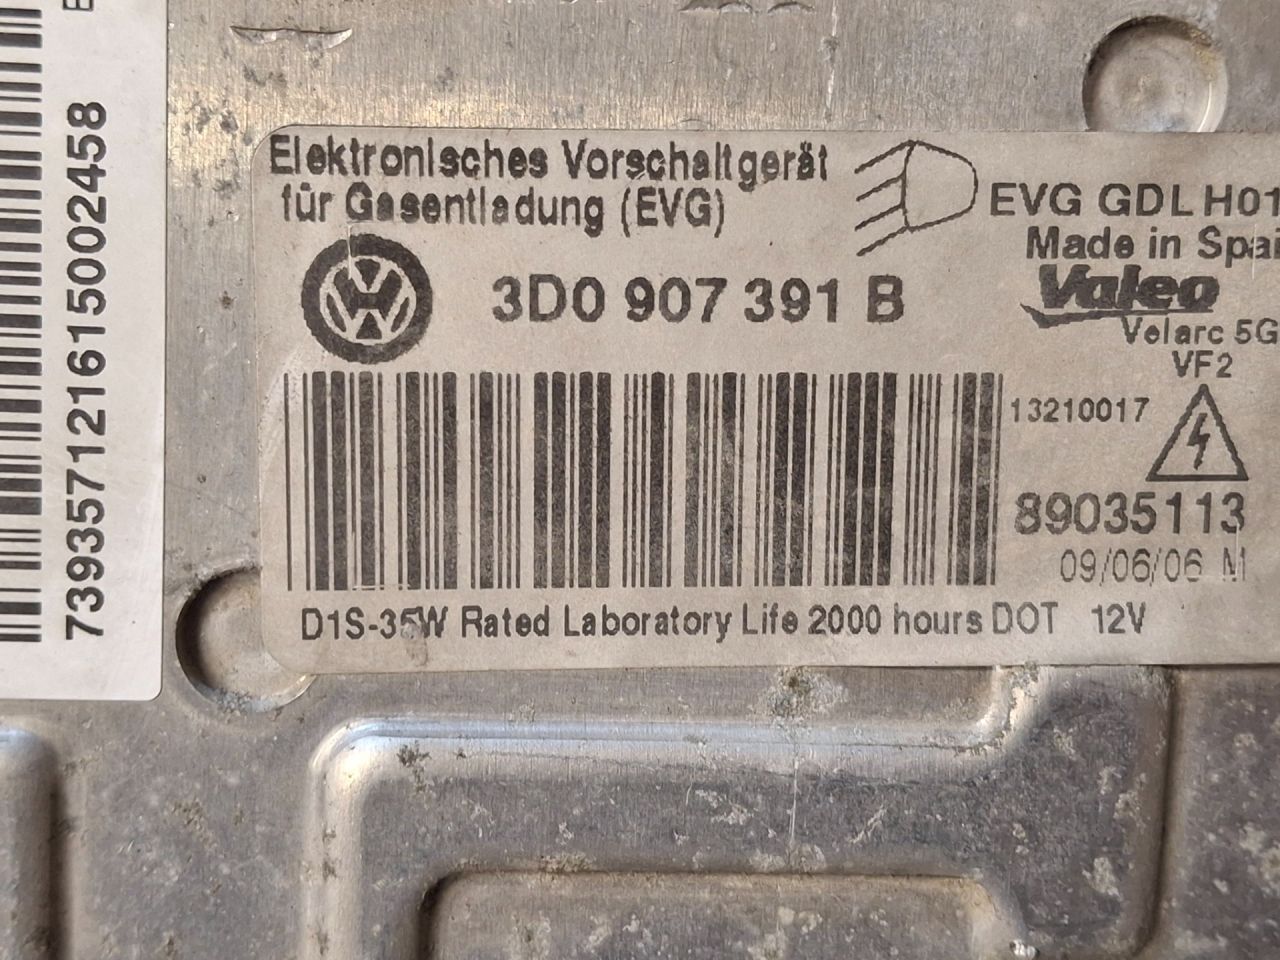 739357121615002458
Elektronisches Vorschaltgerät
für Gasentladung (EVG)
3D0 907 391 B
EVG GDL H01
Made in Spai
Valeo
Velarc 5G
VF2
13210017
89035113
09/06/06 M
D1S-35W Rated Laboratory Life 2000 hours DOT 12V